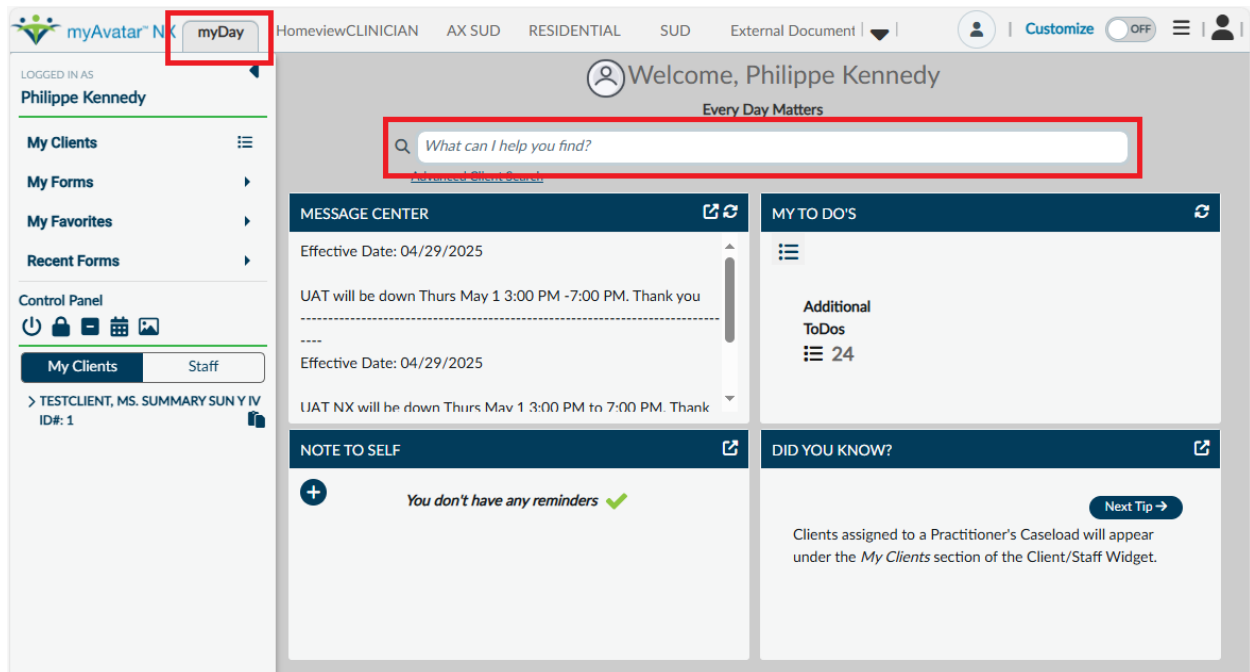 myAvatar™ NX
myDay
HomeviewCLINICIAN
AX SUD
RESIDENTIAL
SUD
External Document
Customize
OFF
LOGGED IN AS
Philippe Kennedy
My Clients
My Forms
My Favorites
Recent Forms
Control Panel
My Clients
Staff
TESTCLIENT, MS. SUMMARY SUN Y IV
ID#: 1
Welcome, Philippe Kennedy
Every Day Matters
What can I help you find?
Advanced Client Search
MESSAGE CENTER
Effective Date: 04/29/2025
UAT will be down Thurs May 1 3:00 PM -7:00 PM. Thank you
----------------------------------------------------------------------------
----
Effective Date: 04/29/2025
UAT NX will be down Thurs May 1 3:00 PM to 7:00 PM. Thank
MY TO DO'S
Additional
ToDos
24
NOTE TO SELF
You don't have any reminders
DID YOU KNOW?
Next Tip
Clients assigned to a Practitioner's Caseload will appear
under the My Clients section of the Client/Staff Widget.